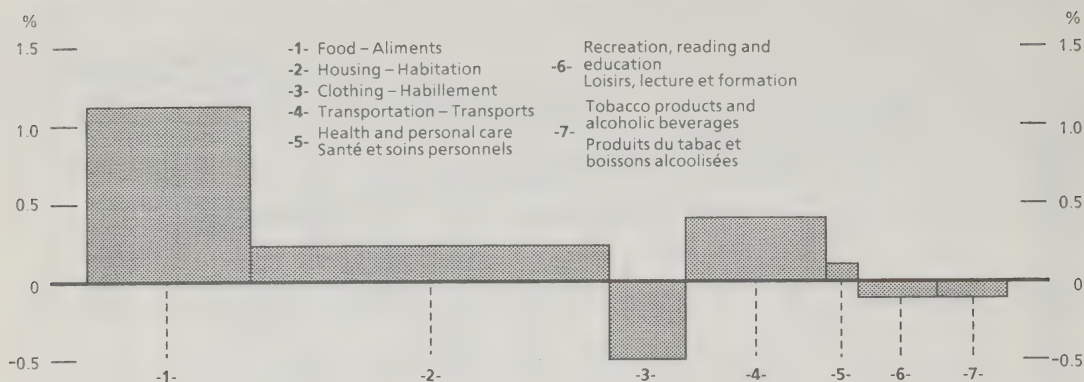 %
1.5
1.0
0.5
0
−0.5
-1- Food – Aliments
-2- Housing – Habitation
-3- Clothing – Habillement
-4- Transportation – Transports
-5- Health and personal care
Santé et soins personnels
-6- Recreation, reading and
education
Loisirs, lecture et formation
-7- Tobacco products and
alcoholic beverages
Produits du tabac et
boissons alcoolisées
%
1.5
1.0
0.5
0
−0.5
-1- -2- -3- -4- -5- -6- -7-